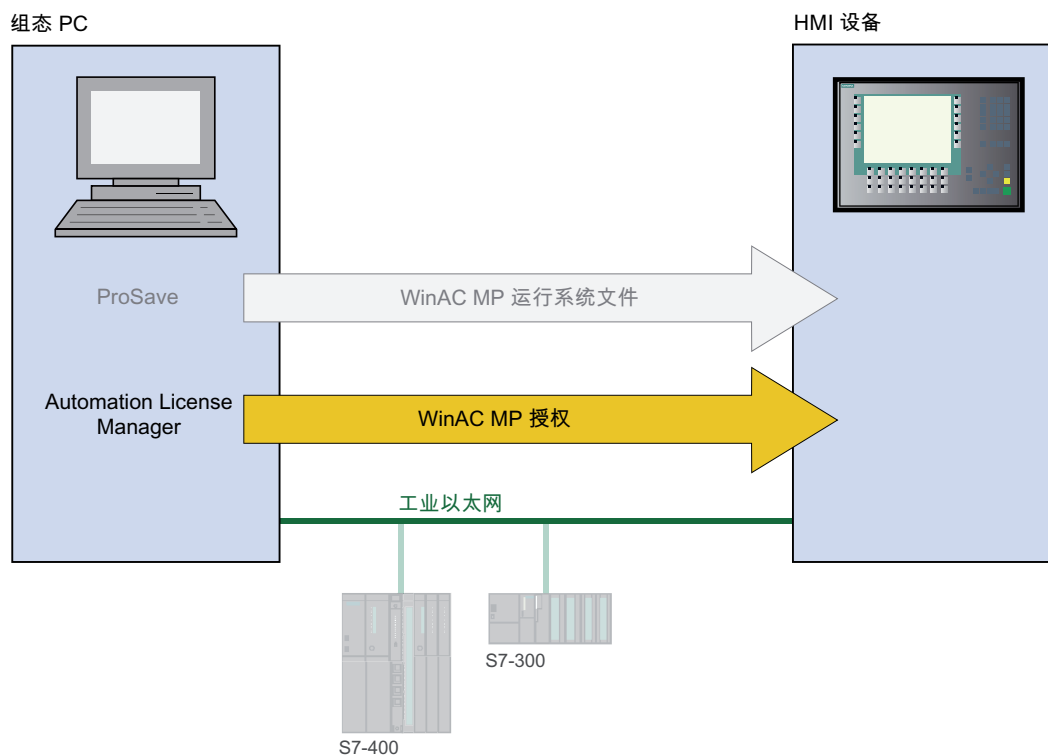 组态 PC
HMI 设备
ProSave
WinAC MP 运行系统文件
Automation License
Manager
WinAC MP 授权
工业以太网
S7-300
S7-400